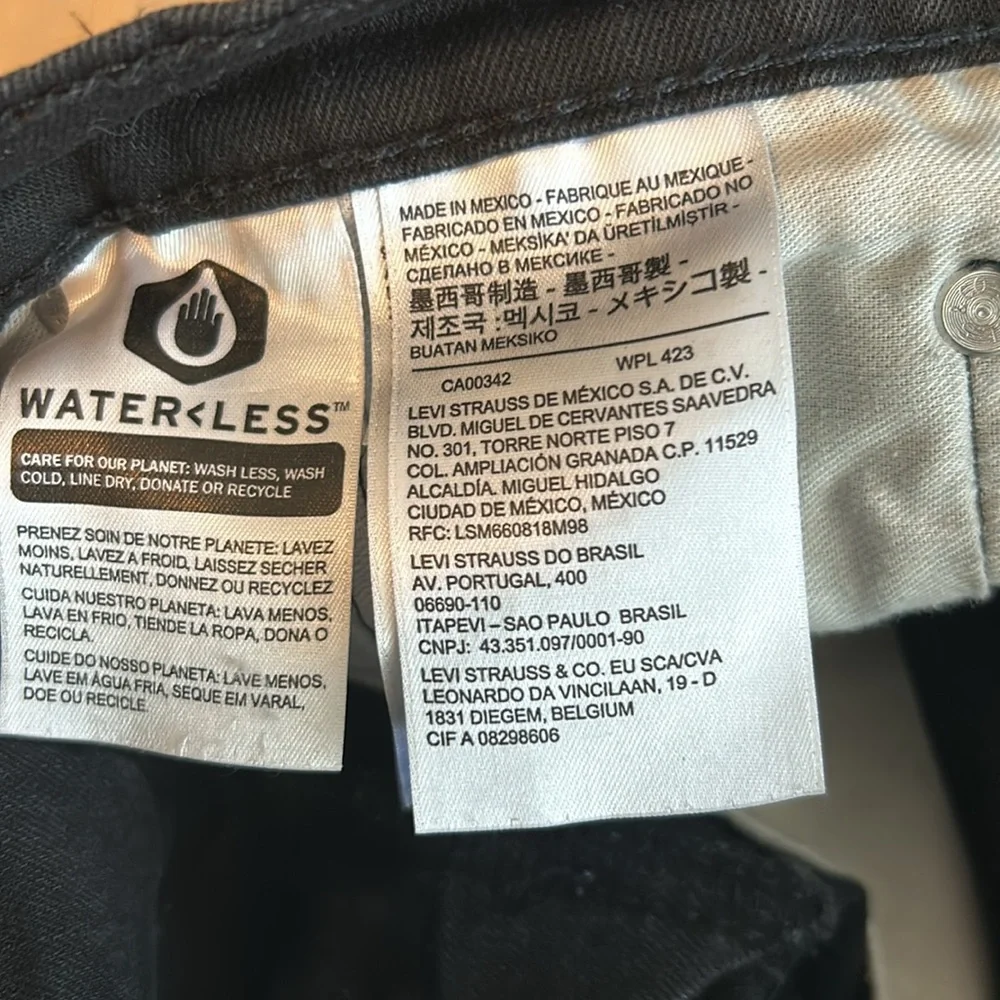 WATER<LESS™
CARE FOR OUR PLANET: WASH LESS, WASH
COLD, LINE DRY, DONATE OR RECYCLE
PRENEZ SOIN DE NOTRE PLANETE: LAVEZ
MOINS, LAVEZ A FROID, LAISSEZ SECHER
NATURELLEMENT, DONNEZ OU RECYCLEZ
CUIDA NUESTRO PLANETA: LAVA MENOS,
LAVA EN FRIO, TIENDE LA ROPA, DONA O
RECICLA.
CUIDE DO NOSSO PLANETA: LAVE MENOS,
LAVE EM ÁGUA FRIA, SEQUE EM VARAL,
DOE OU RECICLE
MADE IN MEXICO - FABRIQUE AU MEXIQUE -
FABRICADO EN MEXICO - FABRICADO NO
MÉXICO - MEKSİKA' DA ÜRETİLMİŞTİR -
СДЕЛАНО В МЕКСИКЕ -
墨西哥制造 - 墨西哥製 -
제조국 :멕시코 - メキシコ製 -
BUATAN MEKSIKO
CA00342 WPL 423
LEVI STRAUSS DE MÉXICO S.A. DE C.V.
BLVD. MIGUEL DE CERVANTES SAAVEDRA
NO. 301, TORRE NORTE PISO 7
COL. AMPLIACIÓN GRANADA C.P. 11529
ALCALDÍA. MIGUEL HIDALGO
CIUDAD DE MÉXICO, MÉXICO
RFC: LSM660818M98
LEVI STRAUSS DO BRASIL
AV. PORTUGAL, 400
06690-110
ITAPEVI – SAO PAULO BRASIL
CNPJ: 43.351.097/0001-90
LEVI STRAUSS & CO. EU SCA/CVA
LEONARDO DA VINCILAAN, 19 - D
1831 DIEGEM, BELGIUM
CIF A 08298606